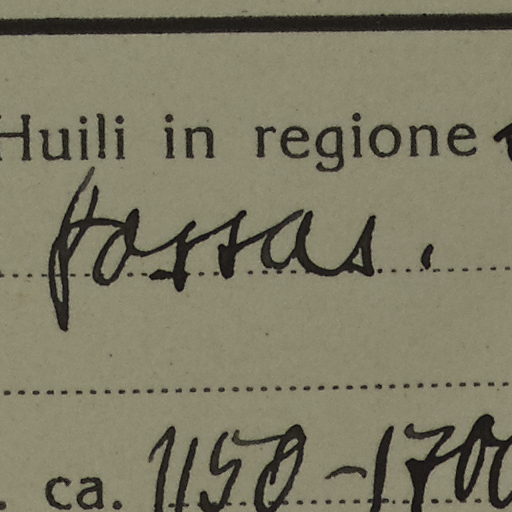 Huili in regione
fossas.
ca. 1150-1700